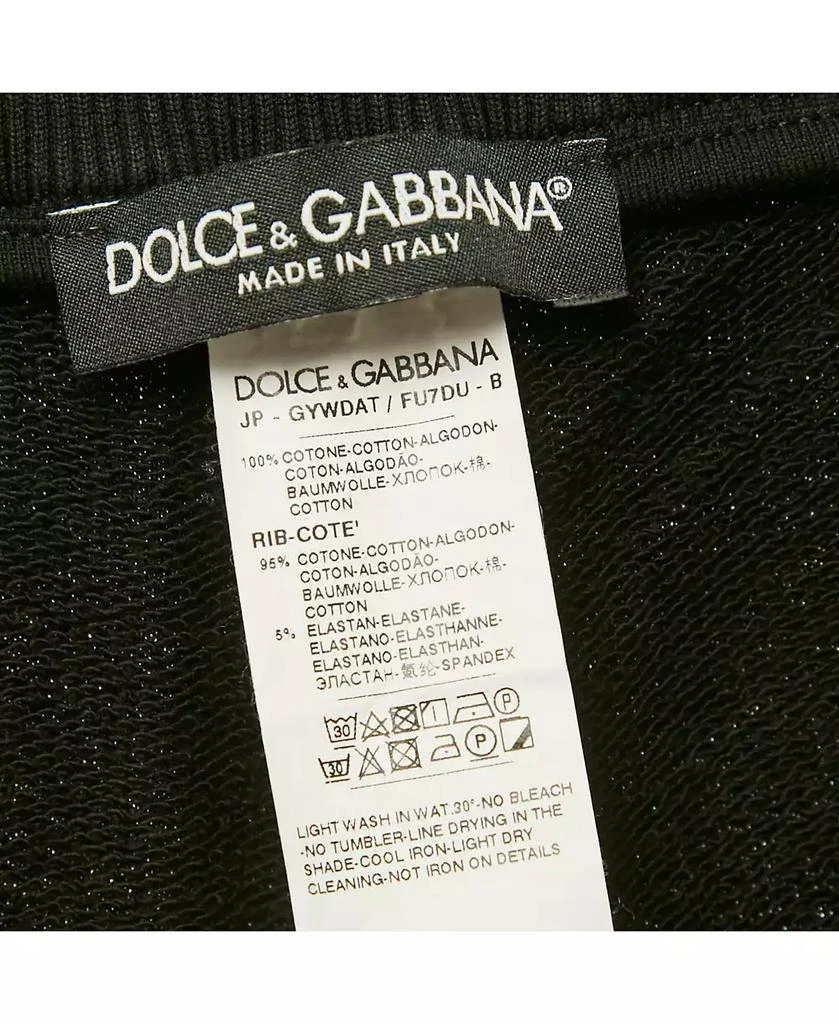 DOLCE & GABBANA®
MADE IN ITALY
DOLCE & GABBANA
JP - GYWDAT / FU7DU - B
100% COTONE-COTTON-ALGODON-
COTON-ALGODÃO-
BAUMWOLLE-ХЛОПОК-棉-
COTTON
RIB-COTE'
95% COTONE-COTTON-ALGODON-
COTON-ALGODÃO-
BAUMWOLLE-ХЛОПОК-棉-
COTTON
5% ELASTAN-ELASTANE-
ELASTANO-ELASTHANNE-
ELASTANO-ELASTHAN-
ЭЛАСТАН-氨纶-SPANDEX
30 P
30 P
LIGHT WASH IN WAT.30°-NO BLEACH
-NO TUMBLER-LINE DRYING IN THE
SHADE-COOL IRON-LIGHT DRY
CLEANING-NOT IRON ON DETAILS